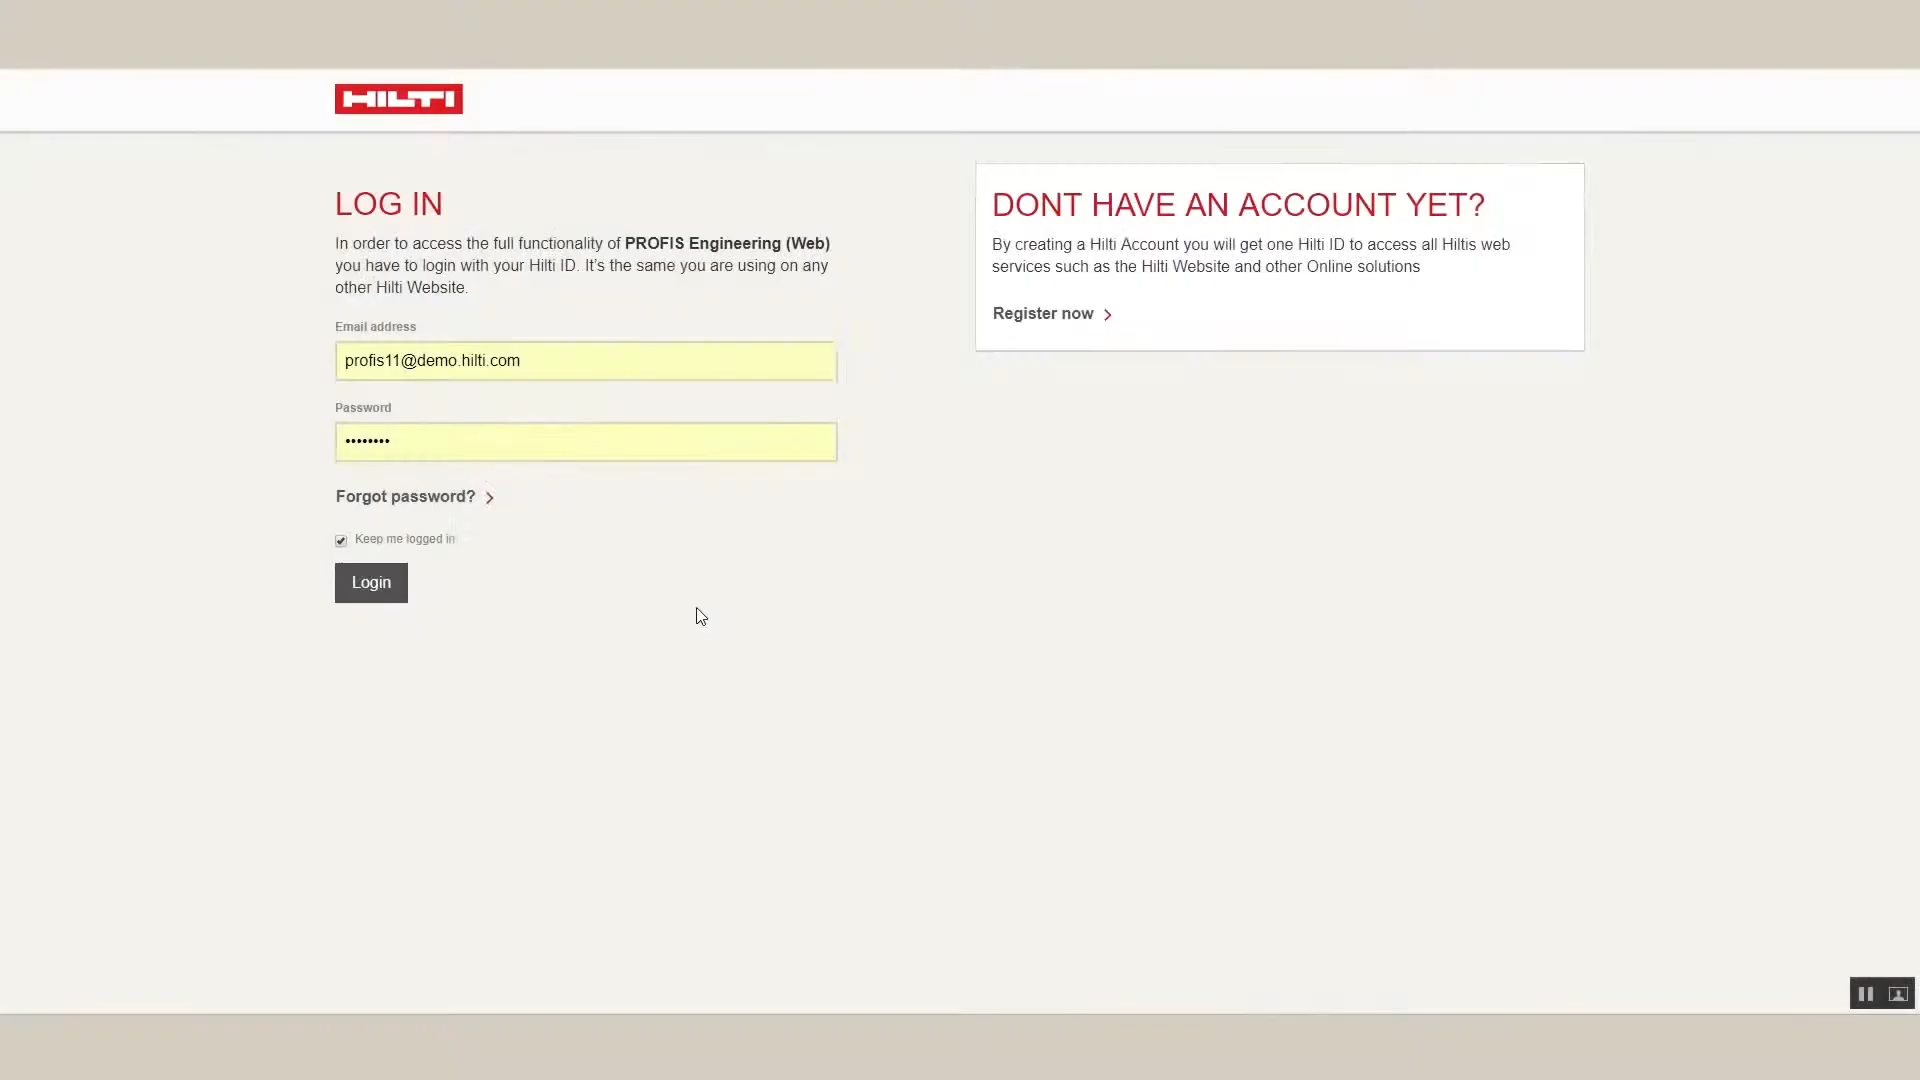 HILTI
LOG IN
In order to access the full functionality of PROFIS Engineering (Web)
you have to login with your Hilti ID. It's the same you are using on any
other Hilti Website.
Email address
profis11@demo.hilti.com
Password
••••••••
Forgot password?
Keep me logged in
Login
DONT HAVE AN ACCOUNT YET?
By creating a Hilti Account you will get one Hilti ID to access all Hiltis web
services such as the Hilti Website and other Online solutions
Register now